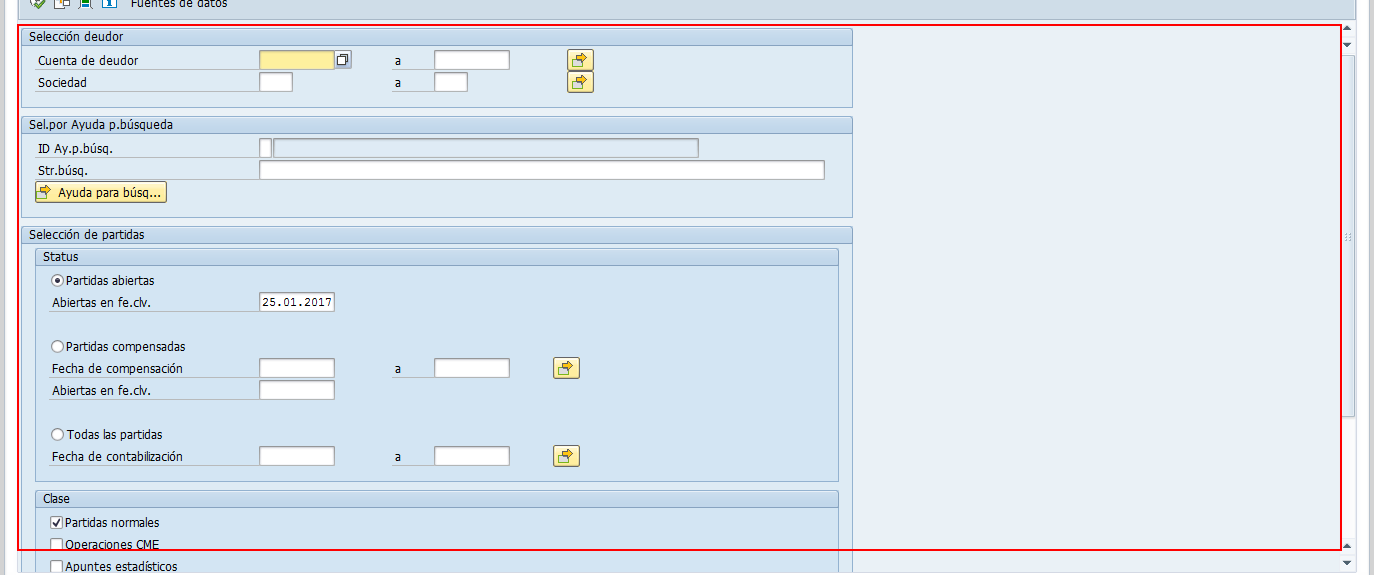 Fuentes de datos
Selección deudor
Cuenta de deudor a
Sociedad a
Sel.por Ayuda p.búsqueda
ID Ay.p.búsq.
Str.búsq.
Ayuda para búsq...
Selección de partidas
Status
Partidas abiertas
Abiertas en fe.clv. 25.01.2017
Partidas compensadas
Fecha de compensación a
Abiertas en fe.clv.
Todas las partidas
Fecha de contabilización a
Clase
Partidas normales
Operaciones CME
Apuntes estadísticos